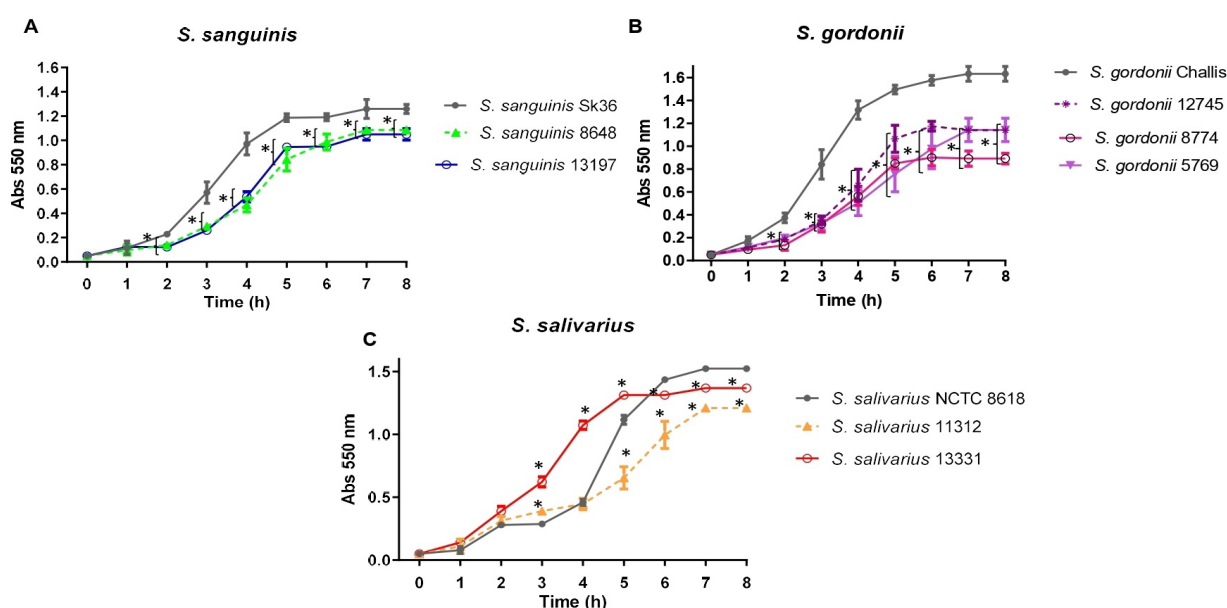 A
S. sanguinis
1.6
1.4
1.2
1.0
0.8
0.6
0.4
0.2
0.0
Abs 550 nm
0 1 2 3 4 5 6 7 8
Time (h)
* * * * * * *
S. sanguinis Sk36
S. sanguinis 8648
S. sanguinis 13197
B
S. gordonii
1.6
1.4
1.2
1.0
0.8
0.6
0.4
0.2
0.0
Abs 550 nm
0 1 2 3 4 5 6 7 8
Time (h)
* * * * * * *
S. gordonii Challis
S. gordonii 12745
S. gordonii 8774
S. gordonii 5769
C
S. salivarius
1.5
1.0
0.5
0.0
Abs 550 nm
0 1 2 3 4 5 6 7 8
Time (h)
* * * * * *
* * * * *
S. salivarius NCTC 8618
S. salivarius 11312
S. salivarius 13331